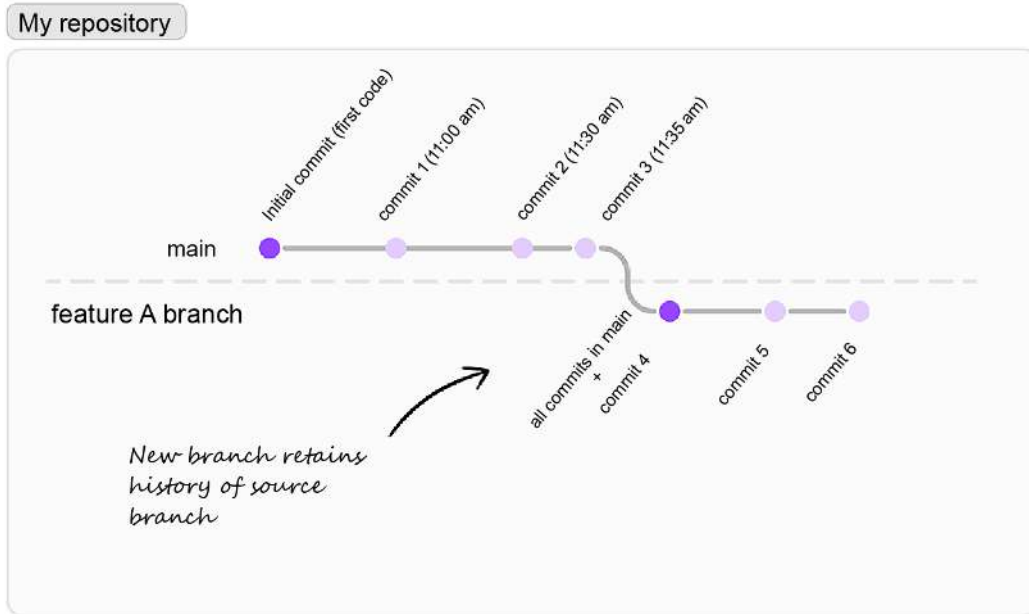 My repository
Initial commit (first code)
commit 1 (11:00 am)
commit 2 (11:30 am)
commit 3 (11:35 am)
main
feature A branch
all commits in main
+
commit 4
commit 5
commit 6
New branch retains
history of source
branch